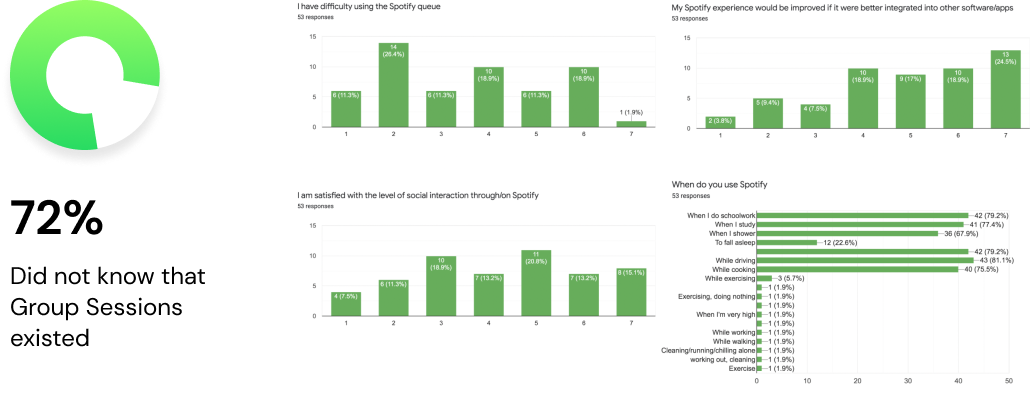 72%
Did not know that
Group Sessions
existed
I have difficulty using the Spotify queue
53 responses
15
10
5
0
6 (11.3%)
14
(26.4%)
6 (11.3%)
10
(18.9%)
6 (11.3%)
10
(18.9%)
1 (1.9%)
1 2 3 4 5 6 7
My Spotify experience would be improved if it were better integrated into other software/apps
53 responses
15
10
5
0
2 (3.8%)
5 (9.4%)
4 (7.5%)
10
(18.9%)
9 (17%)
10
(18.9%)
13
(24.5%)
1 2 3 4 5 6 7
I am satisfied with the level of social interaction through/on Spotify
53 responses
15
10
5
0
4 (7.5%)
6 (11.3%)
10
(18.9%)
7 (13.2%)
11
(20.8%)
7 (13.2%)
8 (15.1%)
1 2 3 4 5 6 7
When do you use Spotify
53 responses
When I do schoolwork 42 (79.2%)
When I study 41 (77.4%)
When I shower 36 (67.9%)
To fall asleep 12 (22.6%)
42 (79.2%)
While driving 43 (81.1%)
While cooking 40 (75.5%)
While exercising 3 (5.7%)
1 (1.9%)
Exercising, doing nothing 1 (1.9%)
1 (1.9%)
When I'm very high 1 (1.9%)
1 (1.9%)
While working 1 (1.9%)
While walking 1 (1.9%)
Cleaning/running/chilling alone 1 (1.9%)
working out, cleaning 1 (1.9%)
Exercise 1 (1.9%)
0 10 20 30 40 50